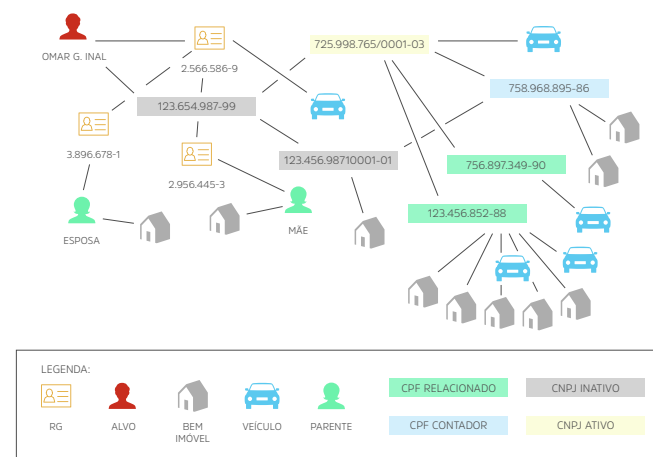 725.998.765/0001-03
OMAR G. INAL
2.566.586-9
758.968.895-86
123.654.987-99
3.896.678-1
123.456.98710001-01
756.897.349-90
2.956.445-3
123.456.852-88
ESPOSA
MÃE
LEGENDA:
RG
ALVO
BEM
IMÓVEL
VEÍCULO
PARENTE
CPF RELACIONADO
CNPJ INATIVO
CPF CONTADOR
CNPJ ATIVO